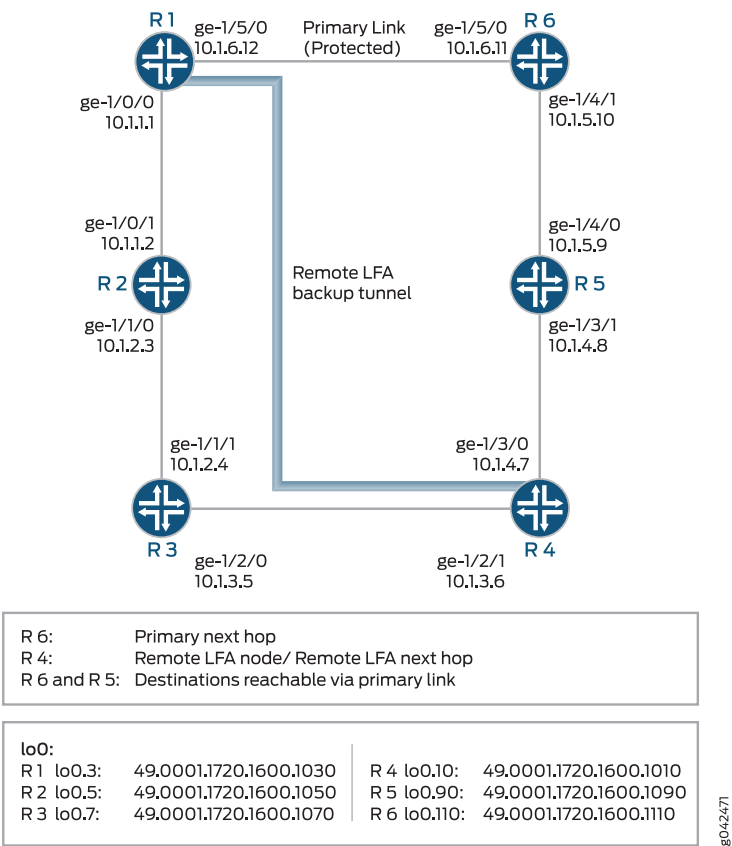 R 1
ge-1/5/0
10.1.6.12
Primary Link
(Protected)
ge-1/5/0
10.1.6.11
R 6
ge-1/0/0
10.1.1.1
ge-1/4/1
10.1.5.10
ge-1/0/1
10.1.1.2
ge-1/4/0
10.1.5.9
R 2
Remote LFA
backup tunnel
R 5
ge-1/1/0
10.1.2.3
ge-1/3/1
10.1.4.8
ge-1/1/1
10.1.2.4
ge-1/3/0
10.1.4.7
R 3
R 4
ge-1/2/0
10.1.3.5
ge-1/2/1
10.1.3.6
R 6: Primary next hop
R 4: Remote LFA node/ Remote LFA next hop
R 6 and R 5: Destinations reachable via primary link
lo0:
R 1 lo0.3: 49.0001.1720.1600.1030
R 2 lo0.5: 49.0001.1720.1600.1050
R 3 lo0.7: 49.0001.1720.1600.1070
R 4 lo0.10: 49.0001.1720.1600.1010
R 5 lo0.90: 49.0001.1720.1600.1090
R 6 lo0.110: 49.0001.1720.1600.1110
g042471